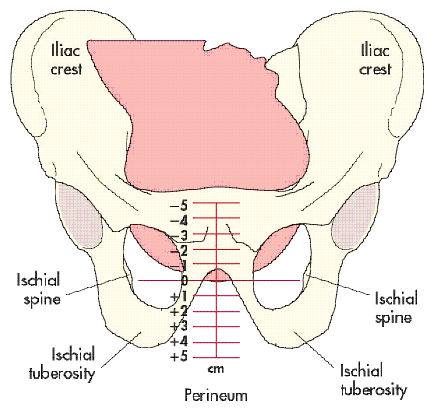 Iliac
crest
Iliac
crest
−5
−4
−3
−2
−1
0
+1
+2
+3
+4
+5
cm
Ischial
spine
Ischial
spine
Ischial
tuberosity
Ischial
tuberosity
Perineum